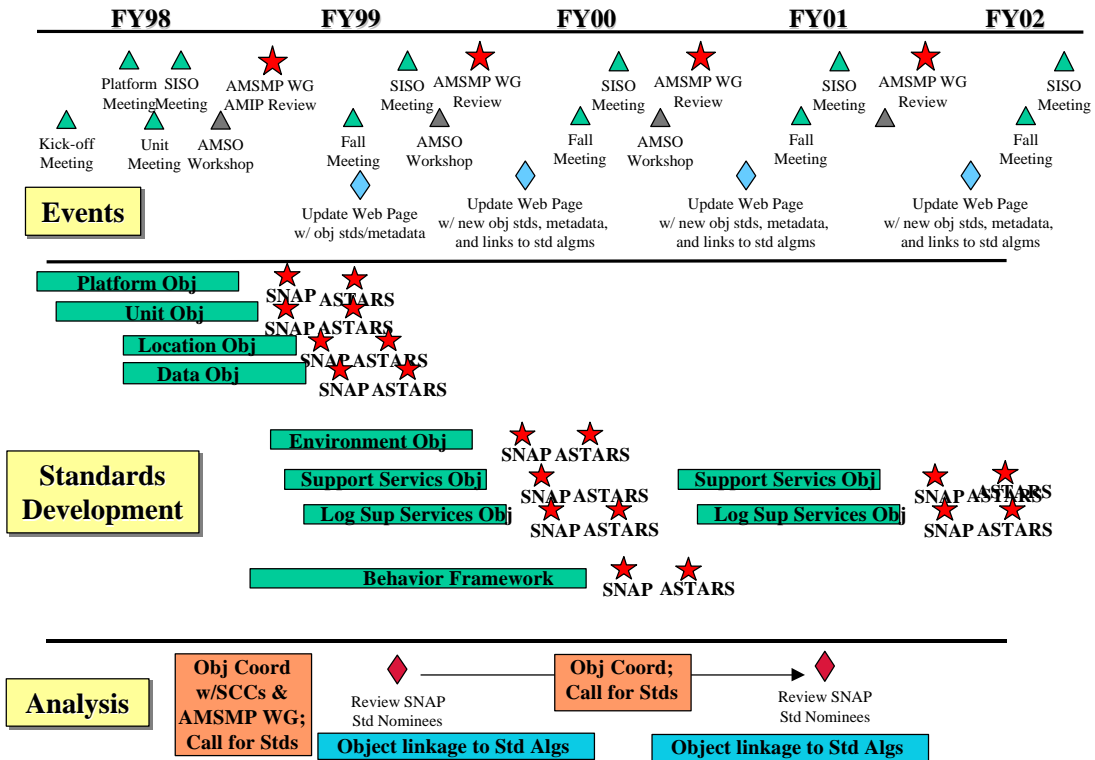 FY98 FY99 FY00 FY01 FY02
Platform
Meeting
SISO
Meeting
AMSMP WG
AMIP Review
SISO
Meeting
AMSMP WG
Review
SISO
Meeting
AMSMP WG
Review
SISO
Meeting
AMSMP WG
Review
SISO
Meeting
Kick-off
Meeting
Unit
Meeting
AMSO
Workshop
Fall
Meeting
AMSO
Workshop
Fall
Meeting
AMSO
Workshop
Fall
Meeting
Fall
Meeting
Events
Update Web Page
w/ obj stds/metadata
Update Web Page
w/ new obj stds, metadata,
and links to std algms
Update Web Page
w/ new obj stds, metadata,
and links to std algms
Update Web Page
w/ new obj stds, metadata,
and links to std algms
Platform Obj
SNAP ASTARS
Unit Obj
SNAP ASTARS
Location Obj
SNAP ASTARS
Data Obj
SNAP ASTARS
Standards
Development
Environment Obj
SNAP ASTARS
Support Servics Obj
SNAP ASTARS
Support Servics Obj
SNAP ASTARS
Log Sup Services Obj
SNAP ASTARS
Log Sup Services Obj
SNAP ASTARS
Behavior Framework
SNAP ASTARS
Analysis
Obj Coord
w/SCCs &
AMSMP WG;
Call for Stds
Review SNAP
Std Nominees
Obj Coord;
Call for Stds
Review SNAP
Std Nominees
Object linkage to Std Algs
Object linkage to Std Algs